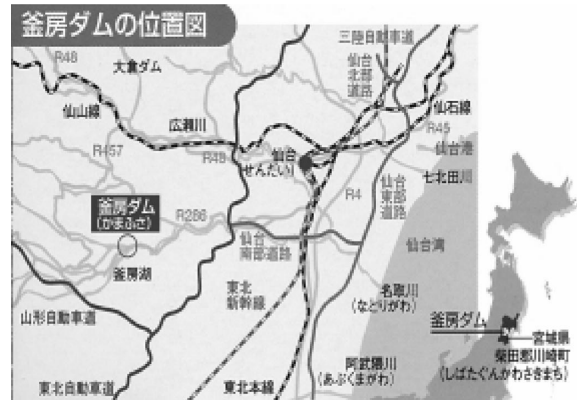 釜房ダムの位置図
三陸自動車道
R48
大倉ダム
仙台
北部
道路
仙山線
広瀬川
仙石線
R45
R457
R48
仙台
せんだい
仙台港
七北田川
釜房ダム
(かまふさ)
R286
R4
仙台
東部
道路
仙台
南部道路
仙台湾
釜房湖
東北
新幹線
名取川
(なとりがわ)
山形自動車道
釜房ダム
宮城県
柴田郡川崎町
(しばたぐんかわさきまち)
阿武隈川
(あぶくまがわ)
東北自動車道
東北本線